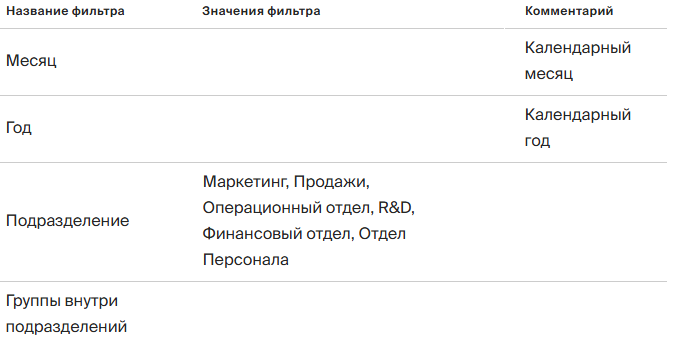 Название фильтра Значения фильтра Комментарий
Месяц
Календарный
месяц
Год
Календарный
год
Подразделение
Маркетинг, Продажи,
Операционный отдел, R&D,
Финансовый отдел, Отдел
Персонала
Группы внутри
подразделений